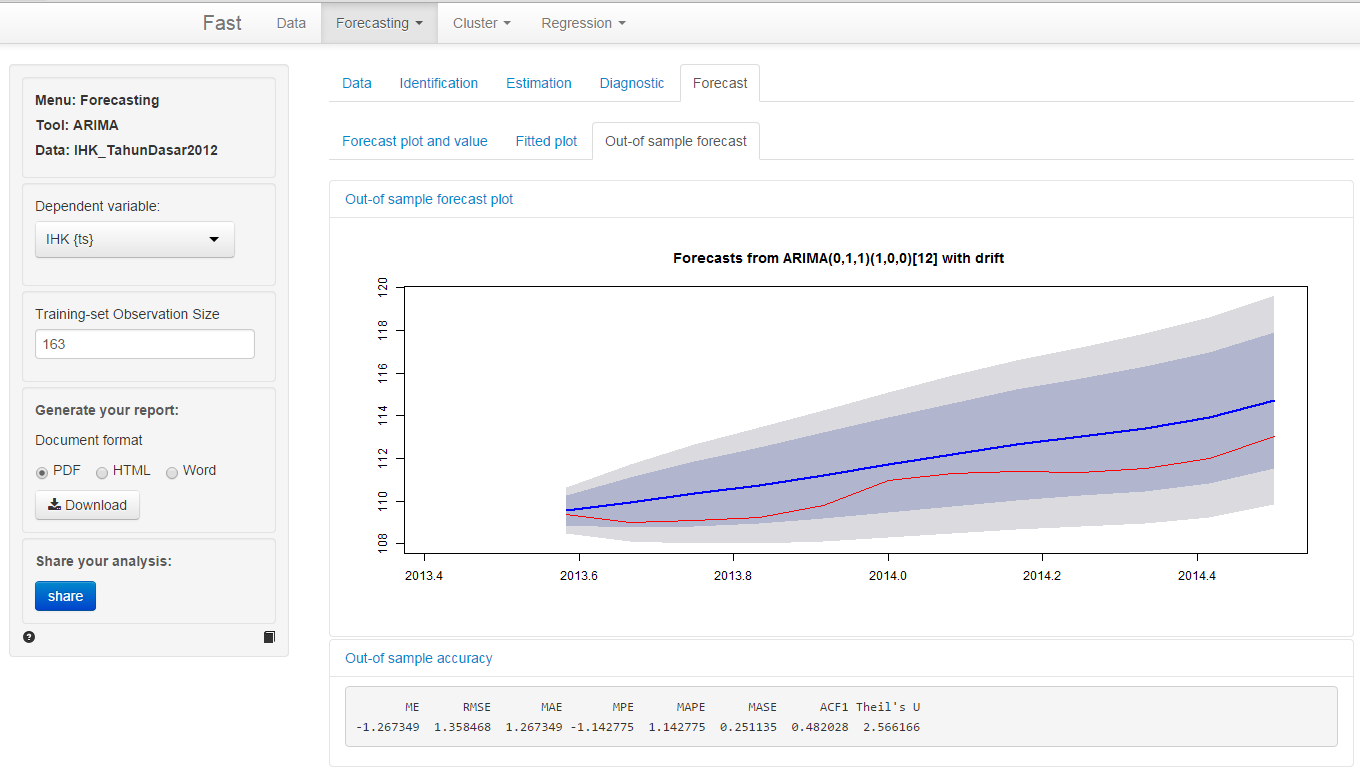 Fast Data Forecasting Cluster Regression
Menu: Forecasting
Tool: ARIMA
Data: IHK_TahunDasar2012
Dependent variable:
IHK {ts}
Training-set Observation Size
163
Generate your report:
Document format
PDF HTML Word
Download
Share your analysis:
share
Data Identification Estimation Diagnostic Forecast
Forecast plot and value Fitted plot Out-of sample forecast
Out-of sample forecast plot
Forecasts from ARIMA(0,1,1)(1,0,0)[12] with drift
120
118
116
114
112
110
108
2013.4 2013.6 2013.8 2014.0 2014.2 2014.4
Out-of sample accuracy
ME RMSE MAE MPE MAPE MASE ACF1 Theil's U
-1.267349 1.358468 1.267349 -1.142775 1.142775 0.251135 0.482028 2.566166